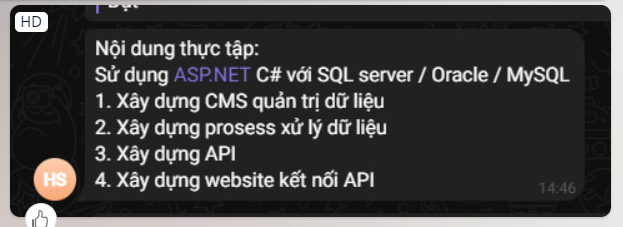 HD
Nội dung thực tập:
Sử dụng ASP.NET C# với SQL server / Oracle / MySQL
1. Xây dựng CMS quản trị dữ liệu
2. Xây dựng prosess xử lý dữ liệu
3. Xây dựng API
4. Xây dựng website kết nối API
HS
14:46